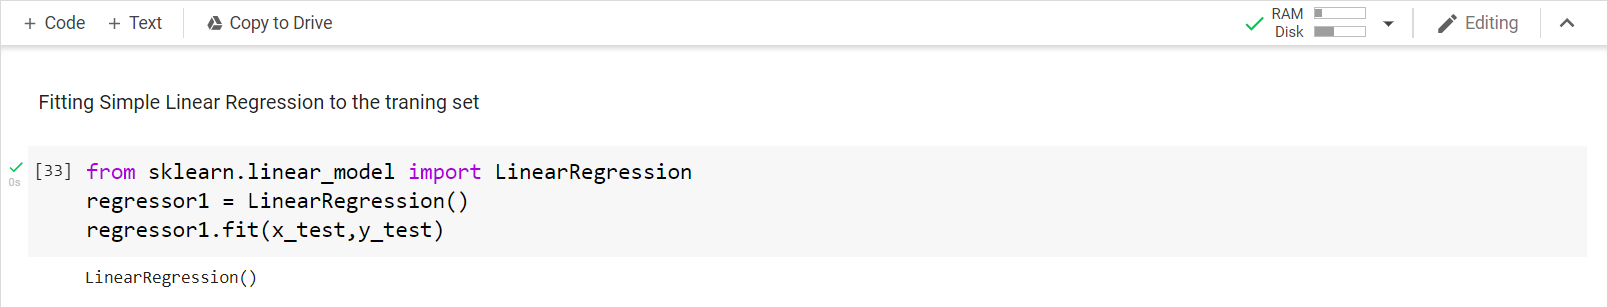 + Code + Text Copy to Drive RAM Disk Editing
Fitting Simple Linear Regression to the traning set
[33] from sklearn.linear_model import LinearRegression
0s
regressor1 = LinearRegression()
regressor1.fit(x_test,y_test)
LinearRegression()